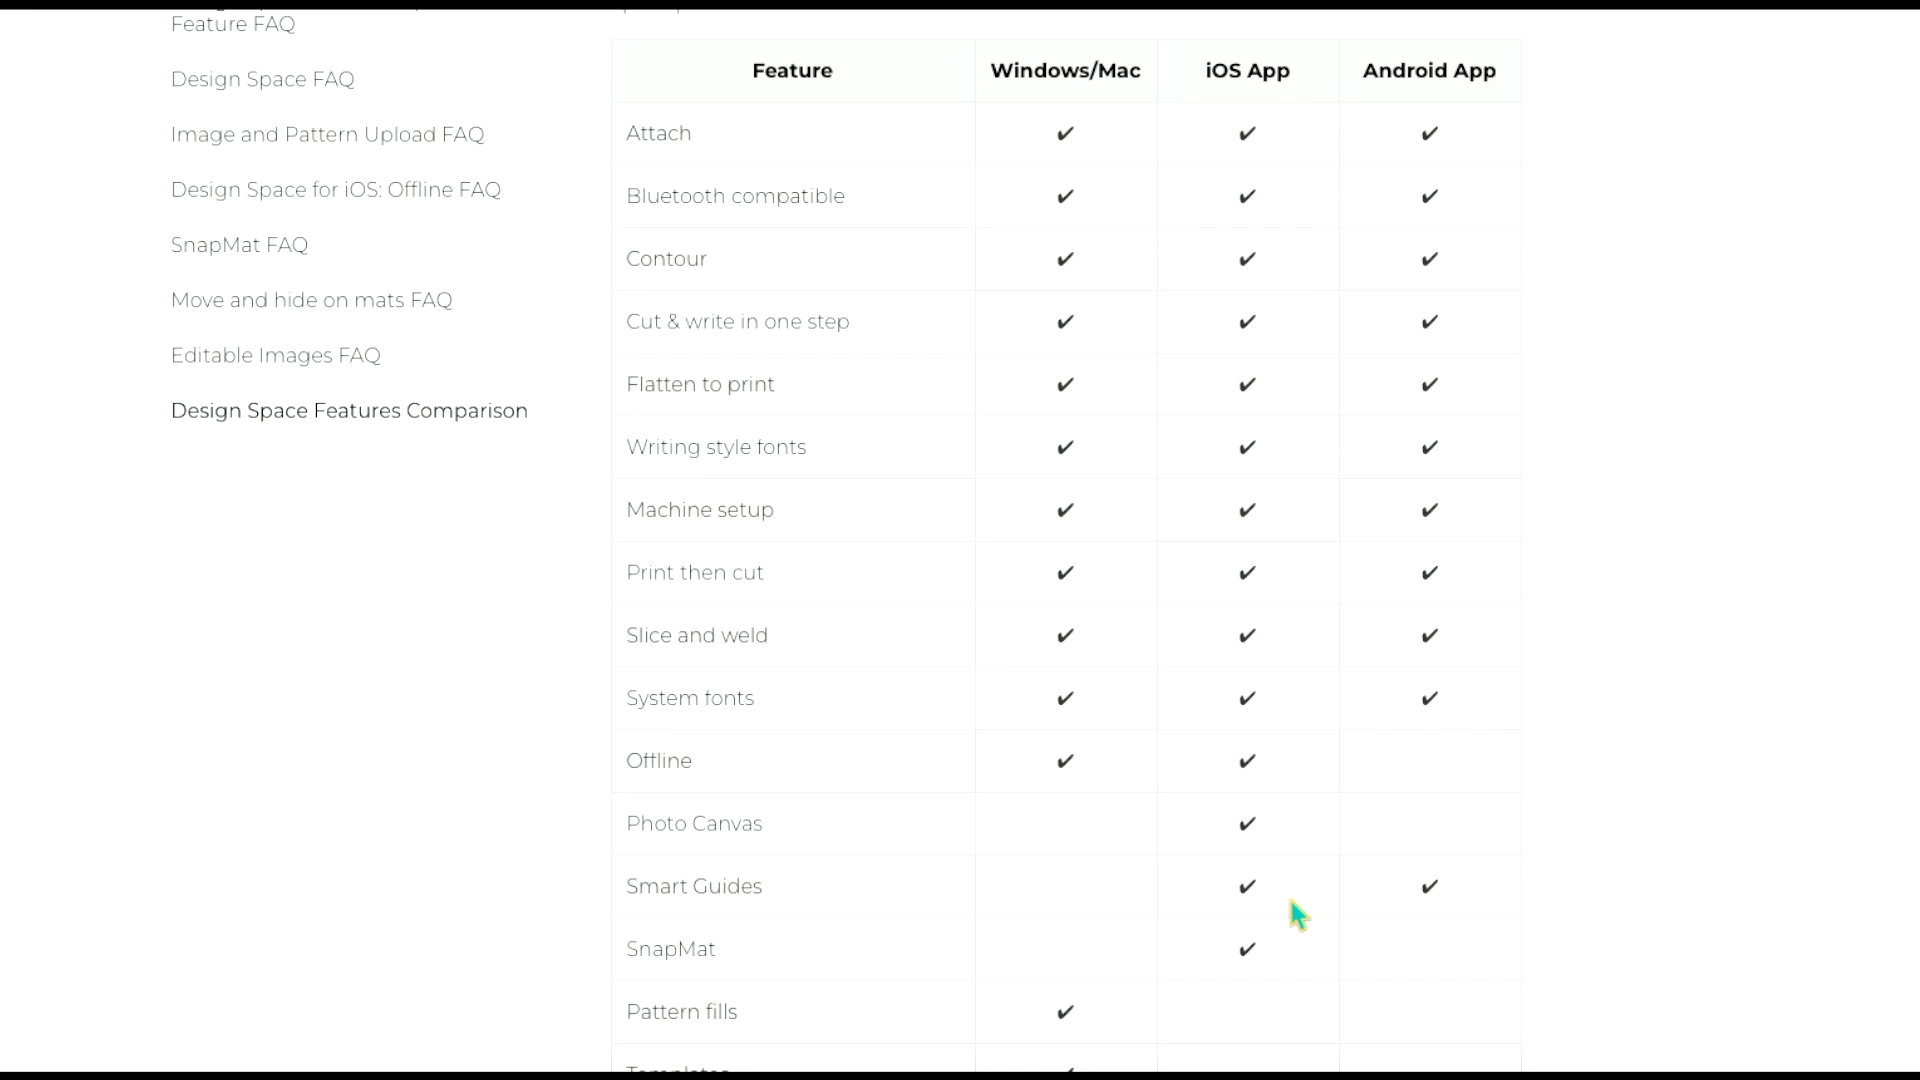 Feature FAQ
Design Space FAQ
Image and Pattern Upload FAQ
Design Space for iOS: Offline FAQ
SnapMat FAQ
Move and hide on mats FAQ
Editable Images FAQ
Design Space Features Comparison
Feature Windows/Mac iOS App Android App
Attach ✔ ✔ ✔
Bluetooth compatible ✔ ✔ ✔
Contour ✔ ✔ ✔
Cut & write in one step ✔ ✔ ✔
Flatten to print ✔ ✔ ✔
Writing style fonts ✔ ✔ ✔
Machine setup ✔ ✔ ✔
Print then cut ✔ ✔ ✔
Slice and weld ✔ ✔ ✔
System fonts ✔ ✔ ✔
Offline ✔ ✔
Photo Canvas ✔
Smart Guides ✔ ✔
SnapMat ✔
Pattern fills ✔
Templates ✔